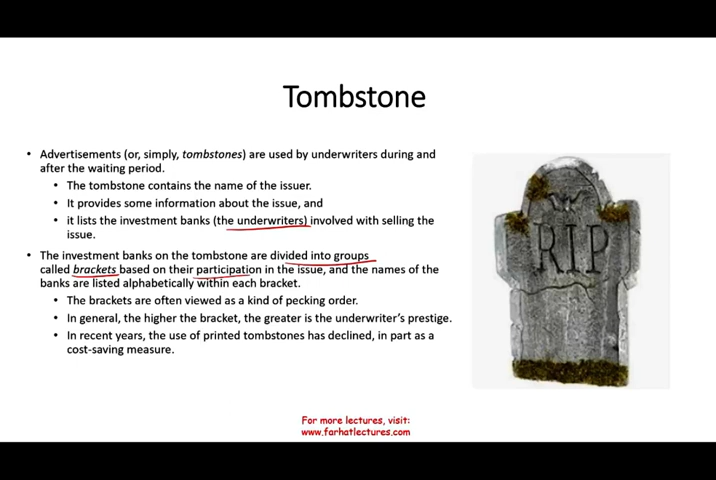 Tombstone
• Advertisements (or, simply, tombstones) are used by underwriters during and
after the waiting period.
• The tombstone contains the name of the issuer.
• It provides some information about the issue, and
• it lists the investment banks (the underwriters) involved with selling the
issue.
• The investment banks on the tombstone are divided into groups
called brackets based on their participation in the issue, and the names of the
banks are listed alphabetically within each bracket.
• The brackets are often viewed as a kind of pecking order.
• In general, the higher the bracket, the greater is the underwriter's prestige.
• In recent years, the use of printed tombstones has declined, in part as a
cost-saving measure.
RIP
For more lectures, visit:
www.farhatlectures.com